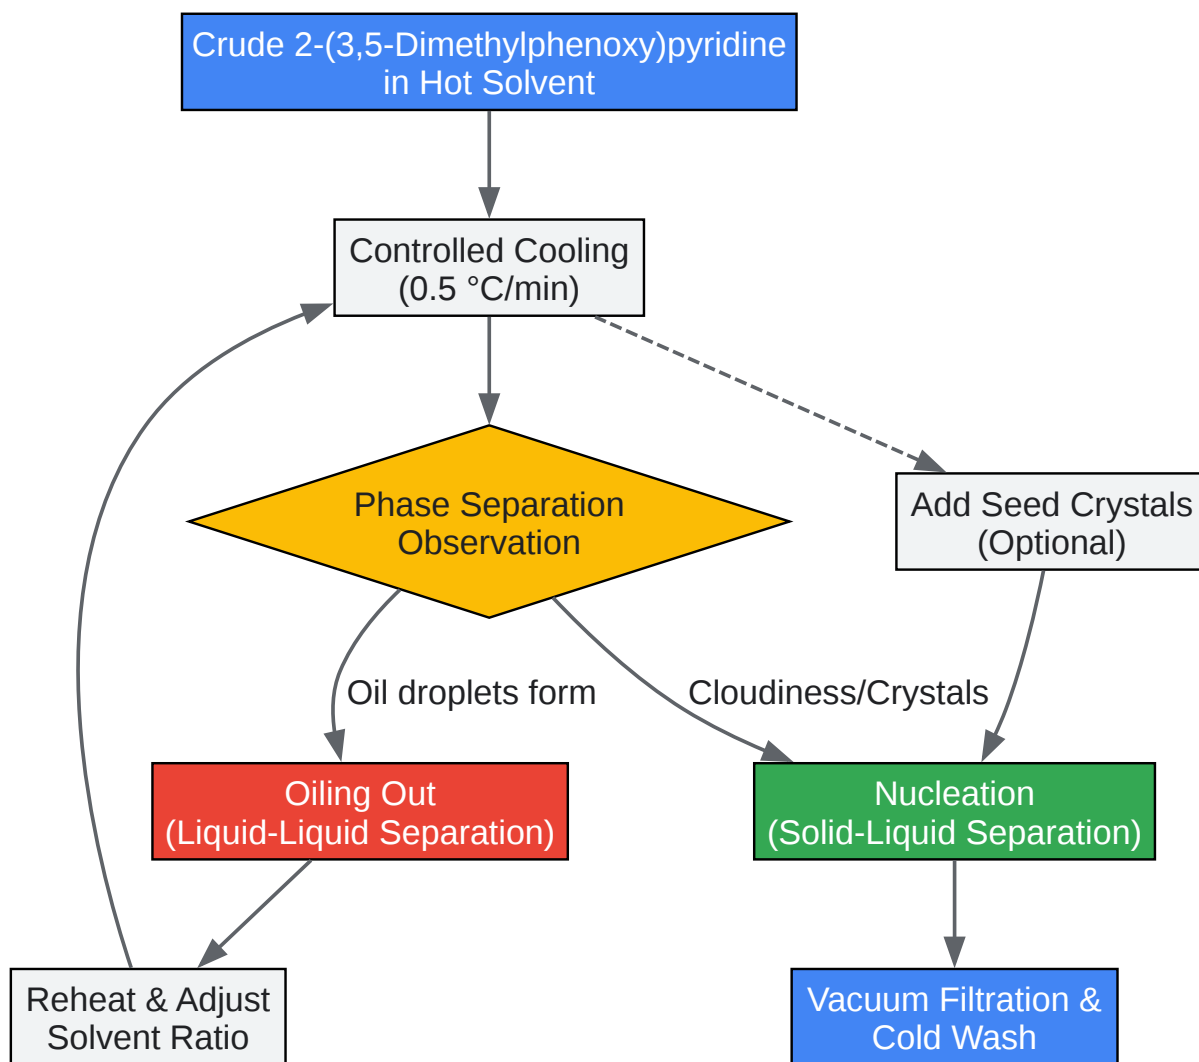 Crude 2-(3,5-Dimethylphenoxy)pyridine
in Hot Solvent
Controlled Cooling
(0.5 °C/min)
Phase Separation
Observation
Add Seed Crystals
(Optional)
Oil droplets form
Cloudiness/Crystals
Oiling Out
(Liquid-Liquid Separation)
Nucleation
(Solid-Liquid Separation)
Reheat & Adjust
Solvent Ratio
Vacuum Filtration &
Cold Wash